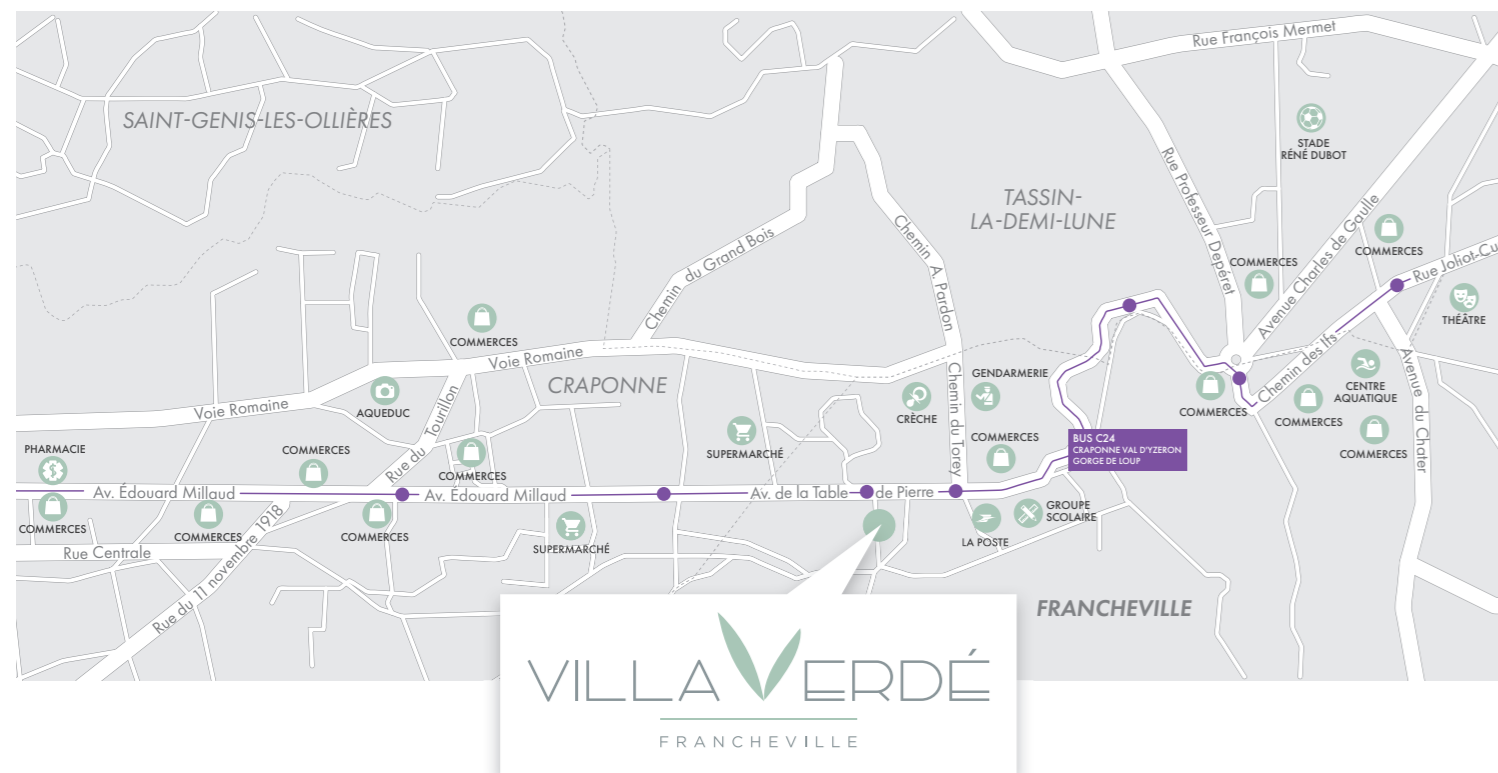 Rue François Mermet
SAINT-GENIS-LES-OLLIÈRES
STADE
RÉNÉ DUBOT
Rue Professeur Depéret
TASSIN-
LA-DEMI-LUNE
Chemin du Grand Bois
Chemin A. Pardon
Avenue Charles de Gaulle
COMMERCES
COMMERCES
Rue Joliot-Cu
THÉÂTRE
COMMERCES
Voie Romaine
CRAPONNE
GENDARMERIE
Chemin des Ifs
CENTRE
AQUATIQUE
Avenue du Chater
Voie Romaine
AQUEDUC
CRÈCHE
Chemin du Torey
COMMERCES
COMMERCES
Rue du Tourillon
COMMERCES
BUS C24
CRAPONNE VAL D'YZERON
GORGE DE LOUP
PHARMACIE
COMMERCES
SUPERMARCHÉ
COMMERCES
COMMERCES
Av. Édouard Millaud
Av. Édouard Millaud
Av. de la Table de Pierre
COMMERCES
COMMERCES
COMMERCES
GROUPE
SCOLAIRE
LA POSTE
SUPERMARCHÉ
Rue Centrale
Rue du 11 novembre 1918
FRANCHEVILLE
VILLAVERDÉ
FRANCHEVILLE